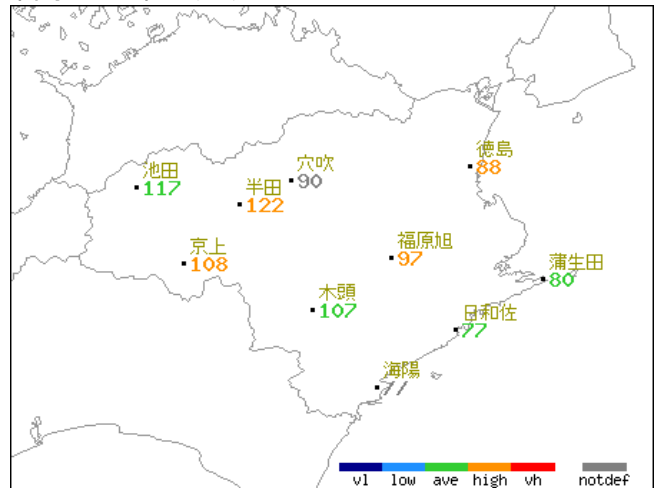 池田
117
穴吹
90
徳島
88
半田
122
京上
108
福原旭
97
蒲生田
80
木頭
107
日和佐
77
海陽
vl low ave high vh notdef